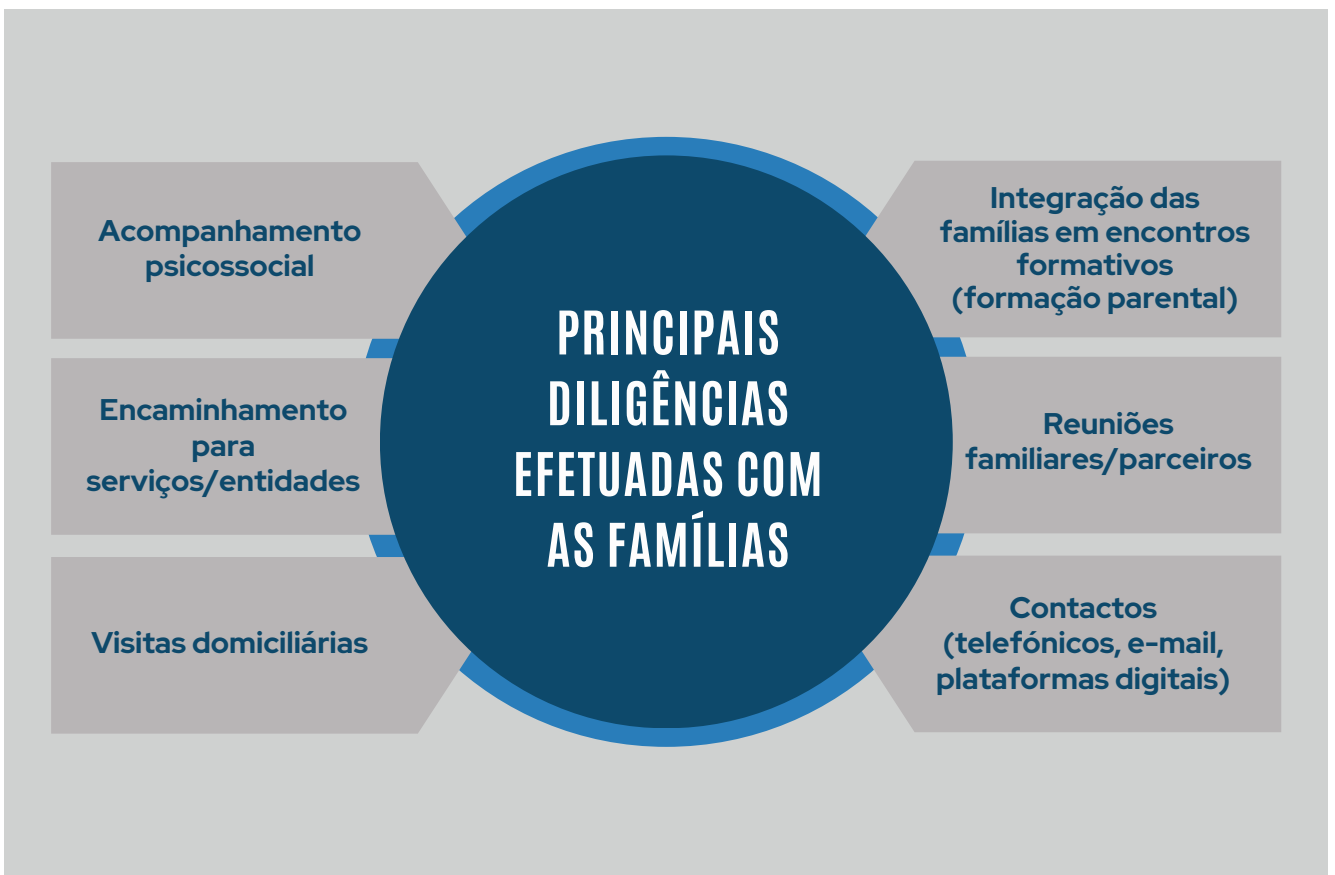 PRINCIPAIS
DILIGÊNCIAS
EFETUADAS COM
AS FAMÍLIAS
Acompanhamento
psicossocial
Encaminhamento
para
serviços/entidades
Visitas domiciliárias
Integração das
famílias em encontros
formativos
(formação parental)
Reuniões
familiares/parceiros
Contactos
(telefónicos, e-mail,
plataformas digitais)